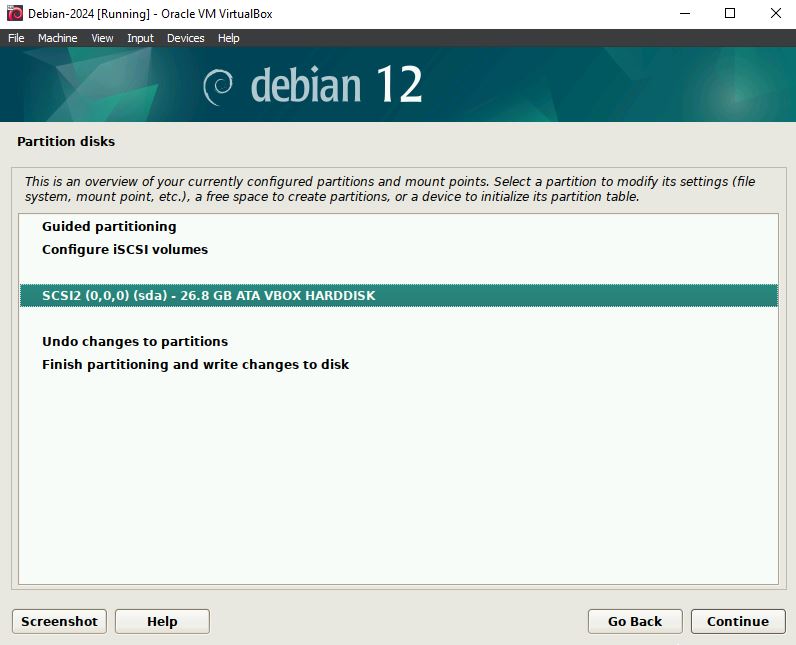 Debian-2024 [Running] - Oracle VM VirtualBox
File Machine View Input Devices Help
debian 12
Partition disks
This is an overview of your currently configured partitions and mount points. Select a partition to modify its settings (file
system, mount point, etc.), a free space to create partitions, or a device to initialize its partition table.
Guided partitioning
Configure iSCSI volumes
SCSI2 (0,0,0) (sda) - 26.8 GB ATA VBOX HARDDISK
Undo changes to partitions
Finish partitioning and write changes to disk
Screenshot Help Go Back Continue